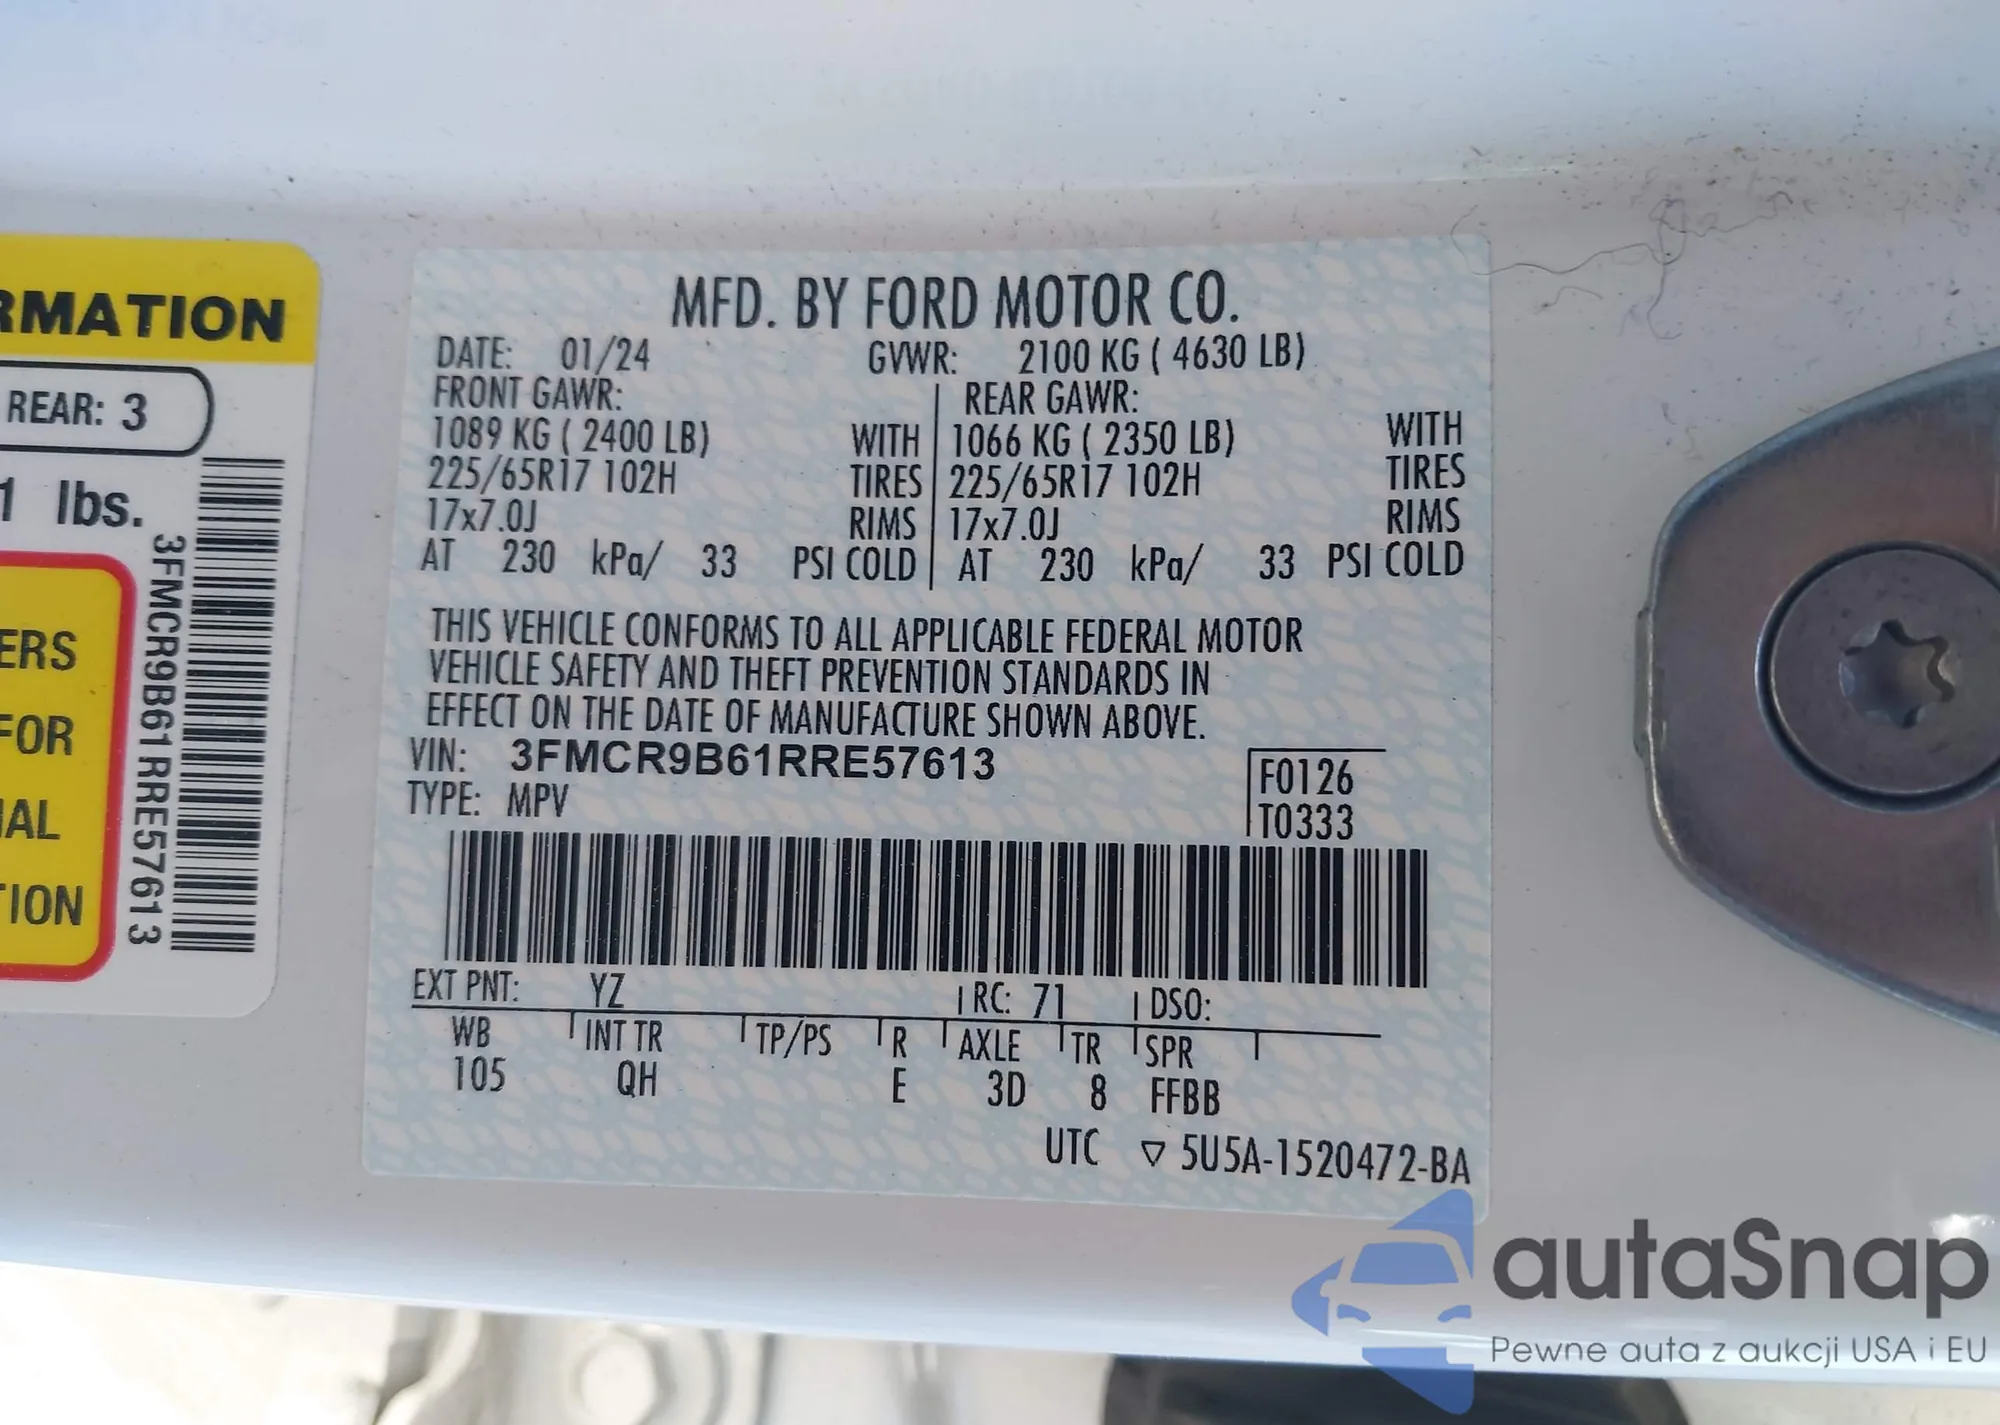 RMATION
REAR: 3
1 lbs.
ERS
FOR
IAL
TION
3FMCR9B61RRE57613
MFD. BY FORD MOTOR CO.
DATE: 01/24 GVWR: 2100 KG ( 4630 LB)
FRONT GAWR: REAR GAWR:
1089 KG ( 2400 LB) WITH 1066 KG ( 2350 LB) WITH
225/65R17 102H TIRES 225/65R17 102H TIRES
17x7.0J RIMS 17x7.0J RIMS
AT 230 kPa/ 33 PSI COLD AT 230 kPa/ 33 PSI COLD
THIS VEHICLE CONFORMS TO ALL APPLICABLE FEDERAL MOTOR
VEHICLE SAFETY AND THEFT PREVENTION STANDARDS IN
EFFECT ON THE DATE OF MANUFACTURE SHOWN ABOVE.
VIN: 3FMCR9B61RRE57613 F0126
TYPE: MPV T0333
EXT PNT: YZ RC: 71 DSO:
WB INT TR TP/PS R AXLE TR SPR
105 QH E 3D 8 FFBB
UTC ▽ 5U5A-1520472-BA
autaSnap
Pewne auta z aukcji USA i EU